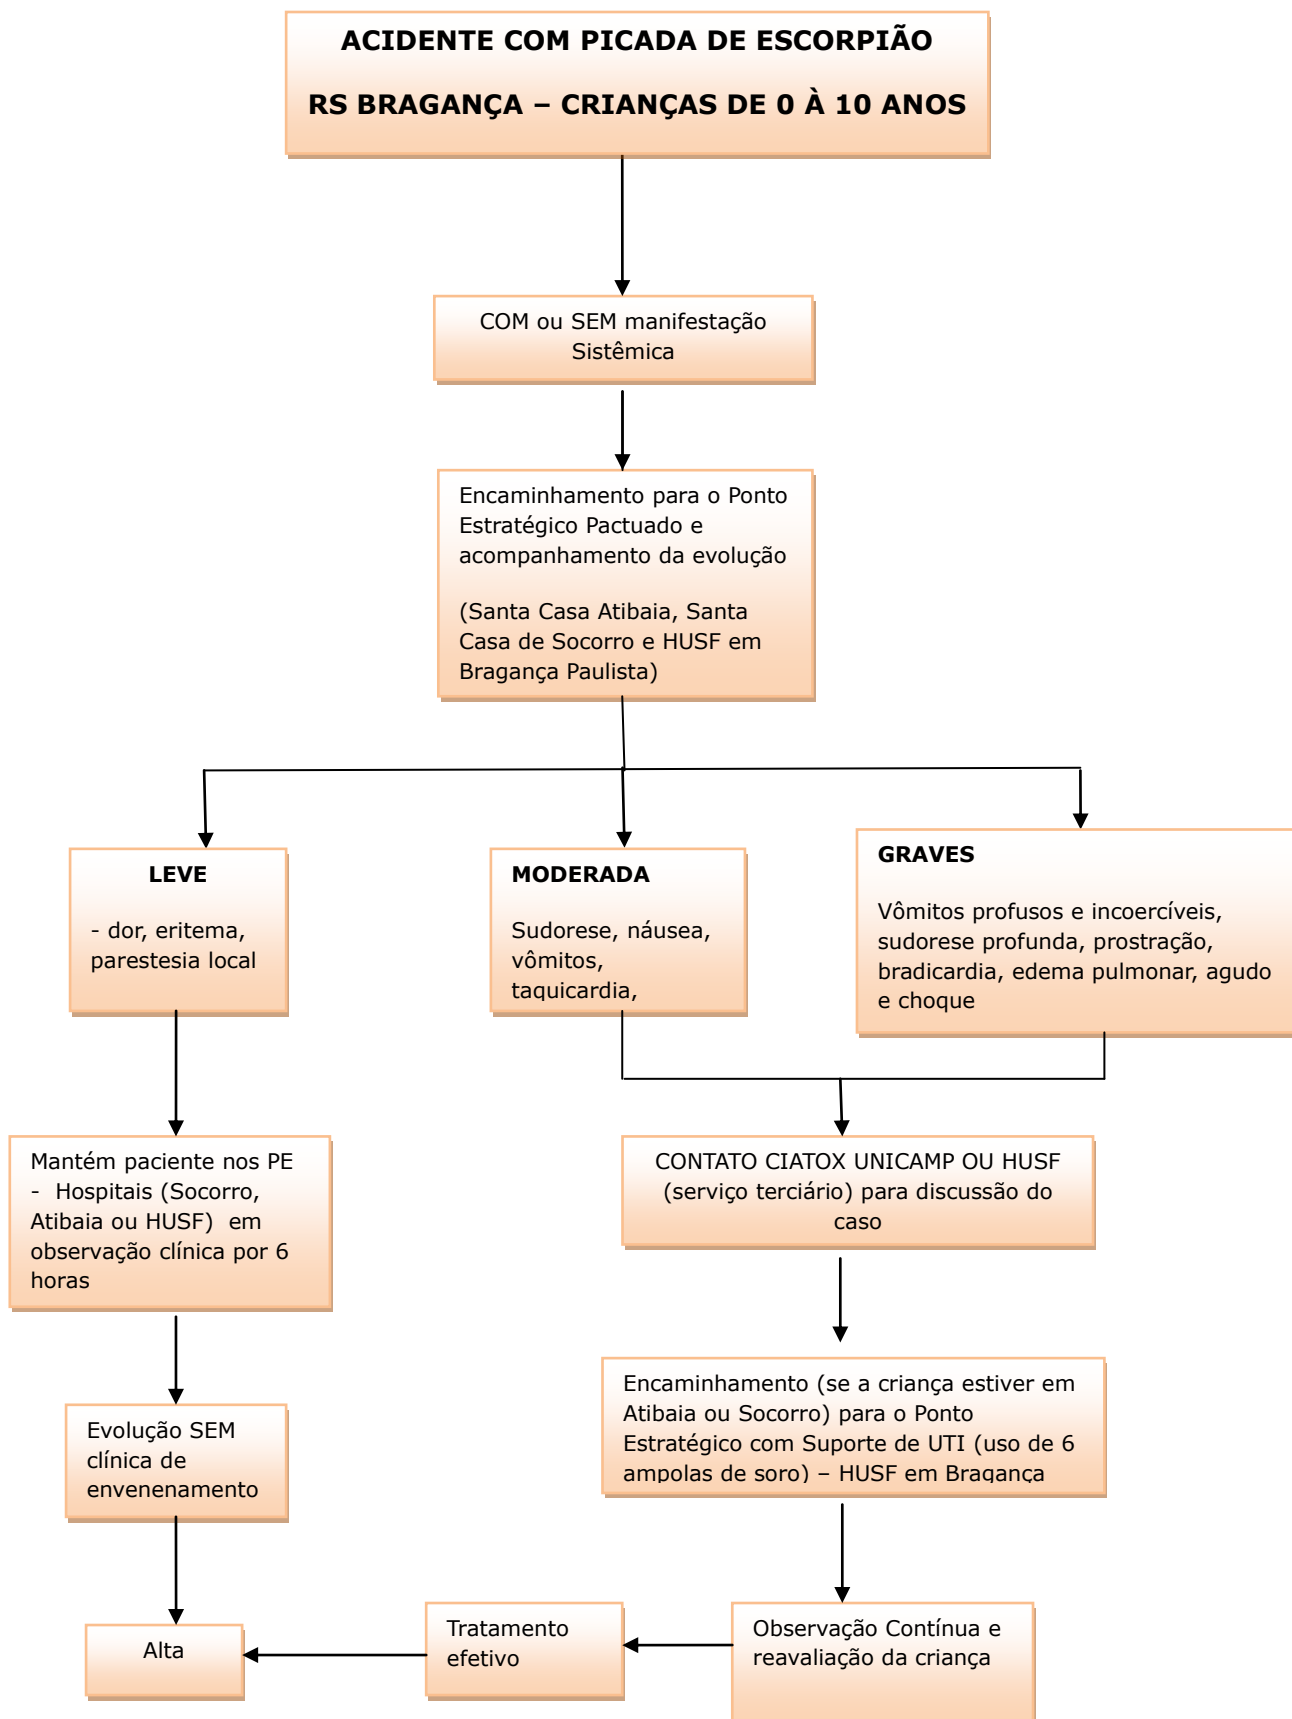 ACIDENTE COM PICADA DE ESCORPIÃO
RS BRAGANÇA – CRIANÇAS DE 0 À 10 ANOS
COM ou SEM manifestação
Sistêmica
Encaminhamento para o Ponto
Estratégico Pactuado e
acompanhamento da evolução
(Santa Casa Atibaia, Santa
Casa de Socorro e HUSF em
Bragança Paulista)
LEVE
- dor, eritema,
parestesia local
MODERADA
Sudorese, náusea,
vômitos,
taquicardia,
GRAVES
Vômitos profusos e incoercíveis,
sudorese profunda, prostração,
bradicardia, edema pulmonar, agudo
e choque
Mantém paciente nos PE
- Hospitais (Socorro,
Atibaia ou HUSF) em
observação clínica por 6
horas
CONTATO CIATOX UNICAMP OU HUSF
(serviço terciário) para discussão do
caso
Evolução SEM
clínica de
envenenamento
Encaminhamento (se a criança estiver em
Atibaia ou Socorro) para o Ponto
Estratégico com Suporte de UTI (uso de 6
ampolas de soro) – HUSF em Bragança
Alta
Tratamento
efetivo
Observação Contínua e
reavaliação da criança